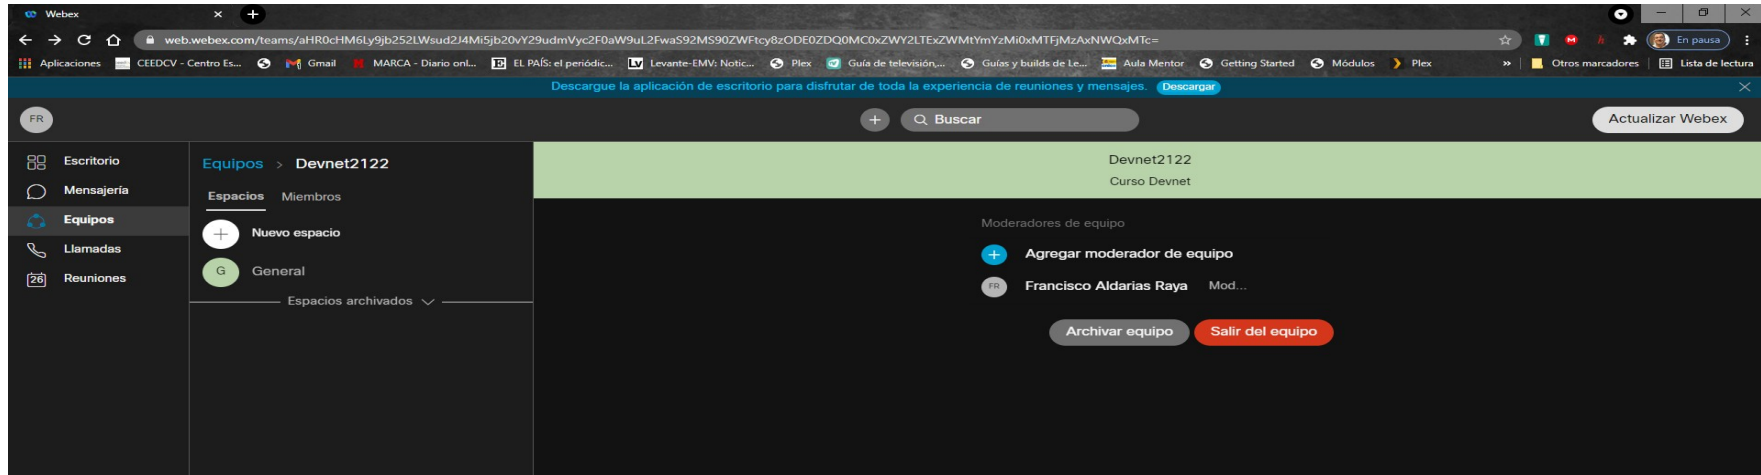 Webex
web.webex.com/teams/aHR0cHM6Ly9jb252LWsud2J4Mi5jb20vY29udmVyc2F0aW9uL2FwaS92MS90ZWFtcy8zODE0ZDQ0MC0xZWY2LTExZWMtYmYzMi0xMTFjMzAxNWQxMTc=
En pausa
Aplicaciones CEEDCV - Centro Es... Gmail MARCA - Diario onl... EL PAÍS: el periódic... Levante-EMV: Notic... Plex Guía de televisión,... Guías y builds de Le... Aula Mentor Getting Started Módulos Plex » Otros marcadores Lista de lectura
Descargue la aplicación de escritorio para disfrutar de toda la experiencia de reuniones y mensajes. Descargar
FR
Buscar
Actualizar Webex
Escritorio
Mensajería
Equipos
Llamadas
26 Reuniones
Equipos > Devnet2122
Espacios Miembros
Nuevo espacio
G General
Espacios archivados
Devnet2122
Curso Devnet
Moderadores de equipo
Agregar moderador de equipo
FR Francisco Aldarias Raya Mod...
Archivar equipo Salir del equipo